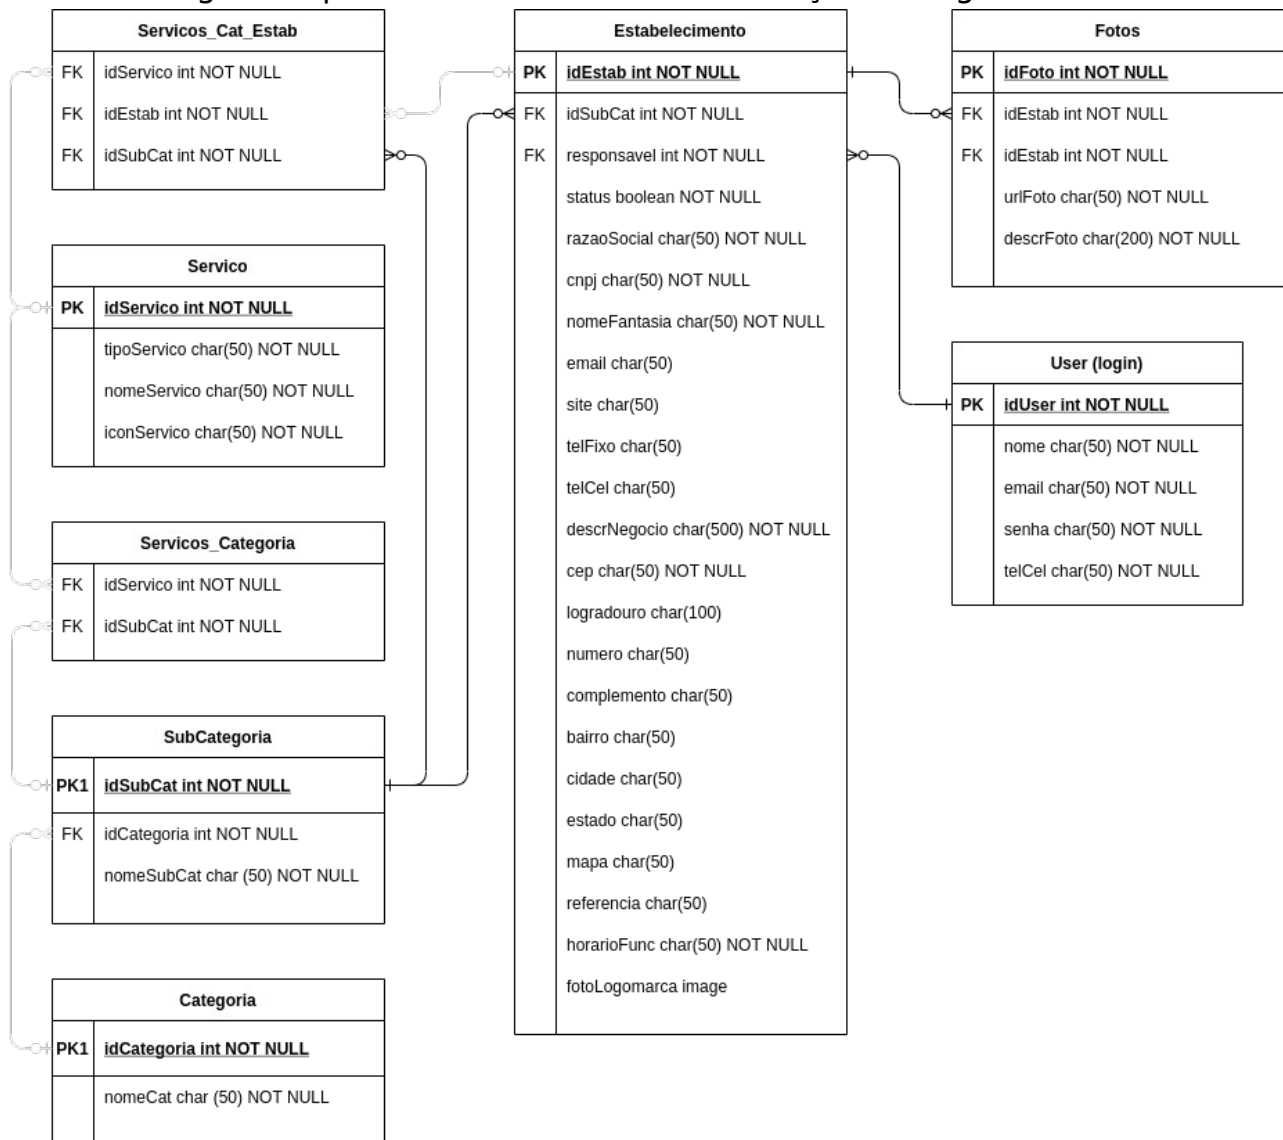 Servicos_Cat_Estab
FK idServico int NOT NULL
FK idEstab int NOT NULL
FK idSubCat int NOT NULL
Servico
PK idServico int NOT NULL
tipoServico char(50) NOT NULL
nomeServico char(50) NOT NULL
iconServico char(50) NOT NULL
Servicos_Categoria
FK idServico int NOT NULL
FK idSubCat int NOT NULL
SubCategoria
PK1 idSubCat int NOT NULL
FK idCategoria int NOT NULL
nomeSubCat char (50) NOT NULL
Categoria
PK1 idCategoria int NOT NULL
nomeCat char (50) NOT NULL
Estabelecimento
PK idEstab int NOT NULL
FK idSubCat int NOT NULL
FK responsavel int NOT NULL
status boolean NOT NULL
razaoSocial char(50) NOT NULL
cnpj char(50) NOT NULL
nomeFantasia char(50) NOT NULL
email char(50)
site char(50)
telFixo char(50)
telCel char(50)
descrNegocio char(500) NOT NULL
cep char(50) NOT NULL
logradouro char(100)
numero char(50)
complemento char(50)
bairro char(50)
cidade char(50)
estado char(50)
mapa char(50)
referencia char(50)
horarioFunc char(50) NOT NULL
fotoLogomarca image
Fotos
PK idFoto int NOT NULL
FK idEstab int NOT NULL
FK idEstab int NOT NULL
urlFoto char(50) NOT NULL
descrFoto char(200) NOT NULL
User (login)
PK idUser int NOT NULL
nome char(50) NOT NULL
email char(50) NOT NULL
senha char(50) NOT NULL
telCel char(50) NOT NULL